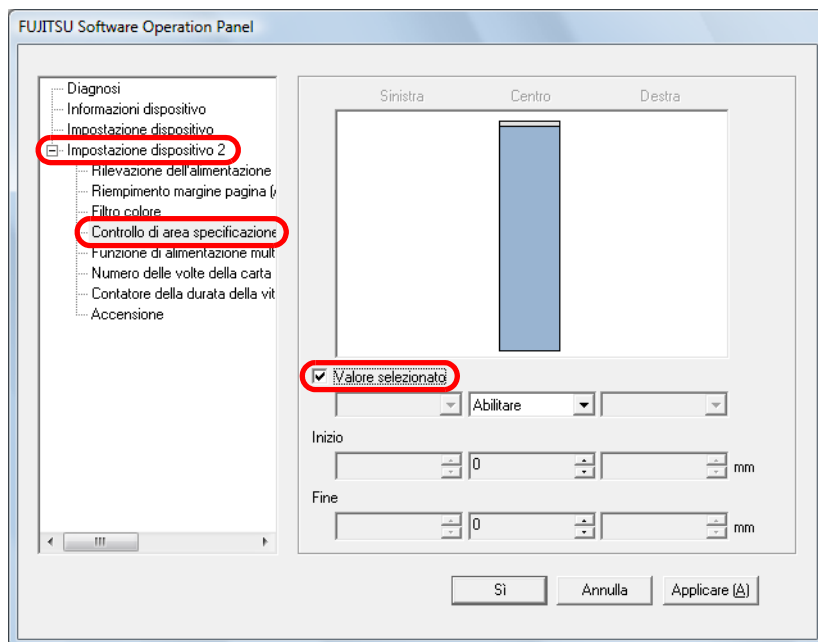 FUJITSU Software Operation Panel
Diagnosi
Informazioni dispositivo
Impostazione dispositivo
Impostazione dispositivo 2
Rilevazione dell'alimentazione
Riempimento margine pagina (
Filtro colore
Controllo di area specificazione
Funzione di alimentazione mult
Numero delle volte della carta
Contatore della durata della vit
Accensione
Sinistra Centro Destra
Valore selezionato
Abilitare
Inizio
0 mm
Fine
0 mm
Sì Annulla Applicare (A)